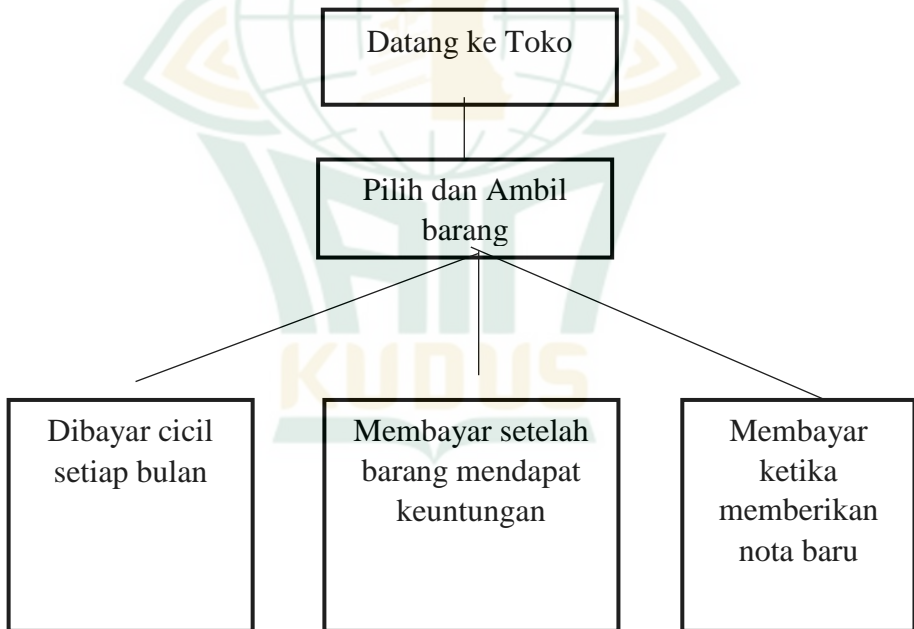 Datang ke Toko
Pilih dan Ambil
barang
KUDUS
Dibayar cicil
setiap bulan
Membayar setelah
barang mendapat
keuntungan
Membayar
ketika
memberikan
nota baru